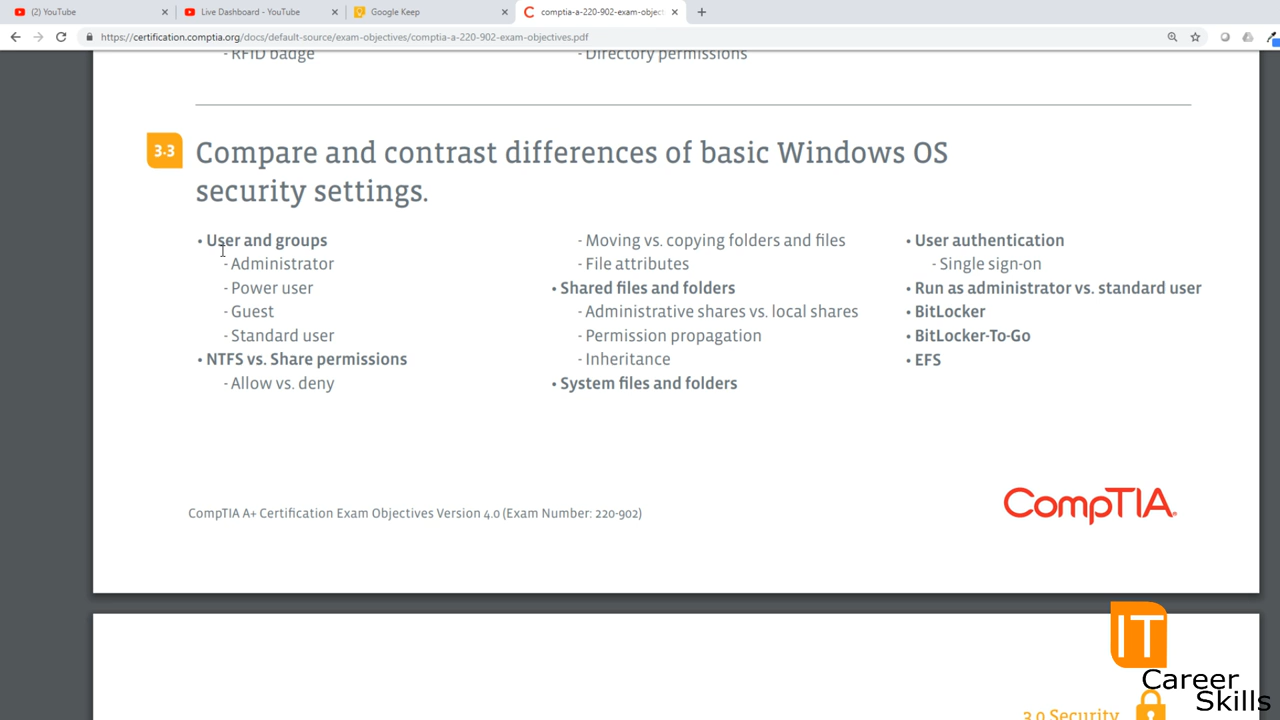 (2) YouTube
Live Dashboard - YouTube
Google Keep
comptia-a-220-902-exam-object
https://certification.comptia.org/docs/default-source/exam-objectives/comptia-a-220-902-exam-objectives.pdf
- RFID badge
- Directory permissions
3.3
Compare and contrast differences of basic Windows OS
security settings.
• User and groups
- Administrator
- Power user
- Guest
- Standard user
• NTFS vs. Share permissions
- Allow vs. deny
- Moving vs. copying folders and files
- File attributes
• Shared files and folders
- Administrative shares vs. local shares
- Permission propagation
- Inheritance
• System files and folders
• User authentication
- Single sign-on
• Run as administrator vs. standard user
• BitLocker
• BitLocker-To-Go
• EFS
CompTIA A+ Certification Exam Objectives Version 4.0 (Exam Number: 220-902)
CompTIA.
IT
Career
Skills
3.0 Security